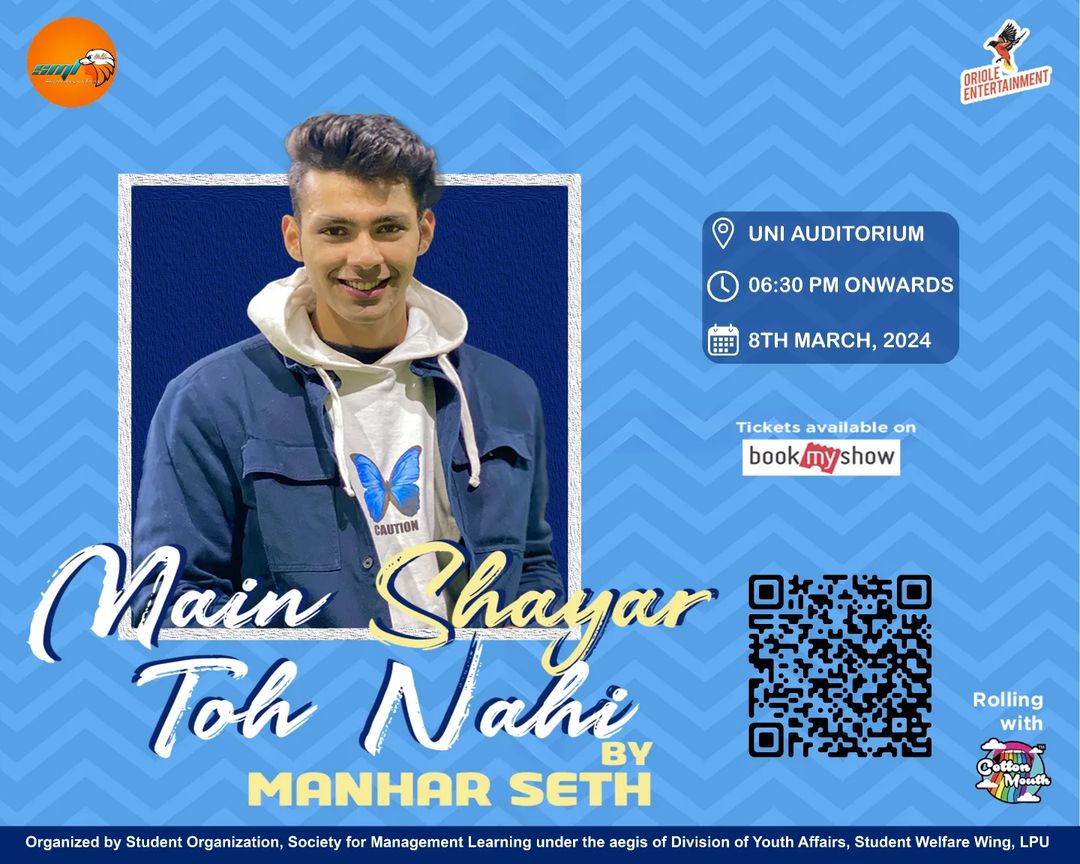 sml
ORIOLE
ENTERTAINMENT
UNI AUDITORIUM
06:30 PM ONWARDS
8TH MARCH, 2024
Tickets available on
bookmyshow
CAUTION
Main Shayar
Toh Nahi
BY
MANHAR SETH
Rolling
with
Cotton
Mouth
TM
Organized by Student Organization, Society for Management Learning under the aegis of Division of Youth Affairs, Student Welfare Wing, LPU